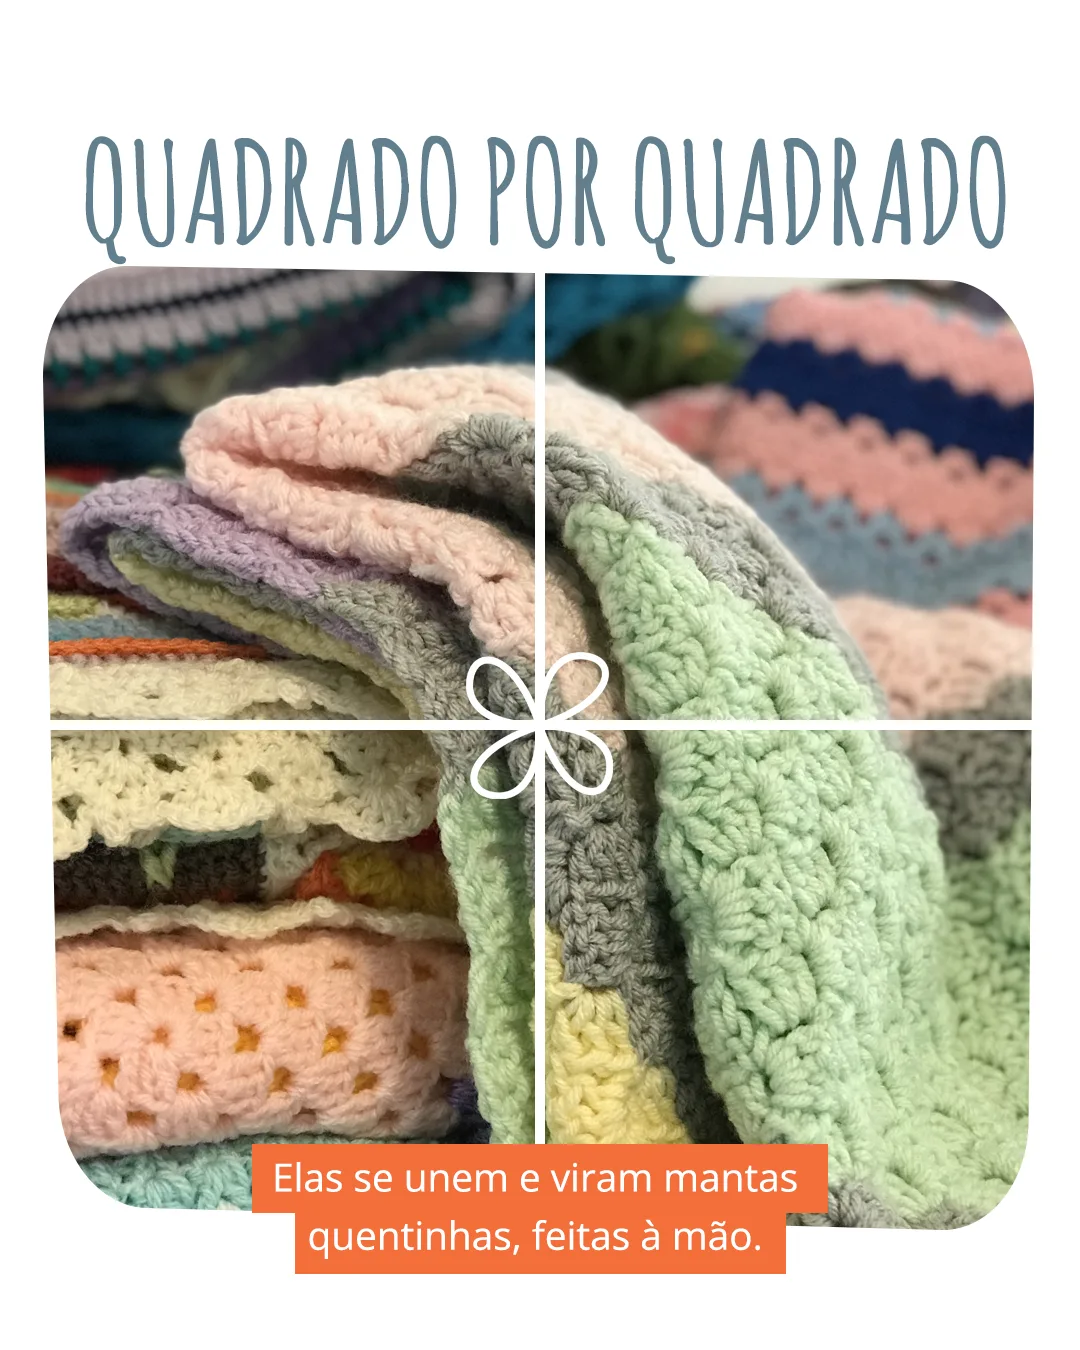 QUADRADO POR QUADRADO
Elas se unem e viram mantas
quentinhas, feitas à mão.